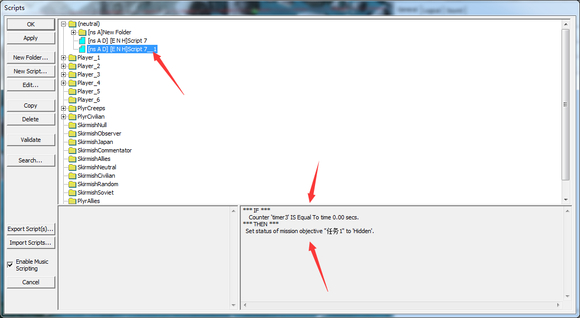 Scripts
OK
Apply
New Folder...
New Script...
Edit...
Copy
Delete
Validate
Search...
Export Script(s)...
Import Scripts...
Enable Music
Scripting
Cancel
(neutral)
[ns A]New Folder
[ns A D] [E N H]Script 7
[ns A D] [E N H]Script 7__1
Player_1
Player_2
Player_3
Player_4
Player_5
Player_6
PlyrCreeps
PlyrCivilian
SkirmishNull
SkirmishObserver
SkirmishJapan
SkirmishCommentator
SkirmishAllies
SkirmishNeutral
SkirmishCivilian
SkirmishRandom
SkirmishSoviet
PlyrAllies
*** IF ***
Counter 'timer3' IS Equal To time 0.00 secs.
*** THEN ***
Set status of mission objective "任务1" to 'Hidden'.